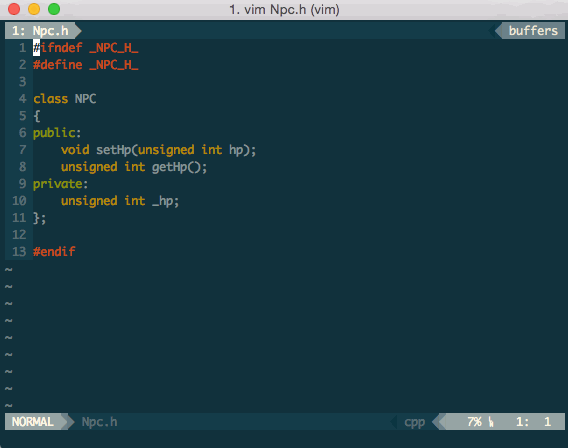 1. vim Npc.h (vim)
1: Npc.h buffers
1 #ifndef _NPC_H_
2 #define _NPC_H_
3
4 class NPC
5 {
6 public:
7     void setHp(unsigned int hp);
8     unsigned int getHp();
9 private:
10     unsigned int _hp;
11 };
12
13 #endif
~
~
~
~
~
~
~
~
~
NORMAL Npc.h cpp 7% 1: 1